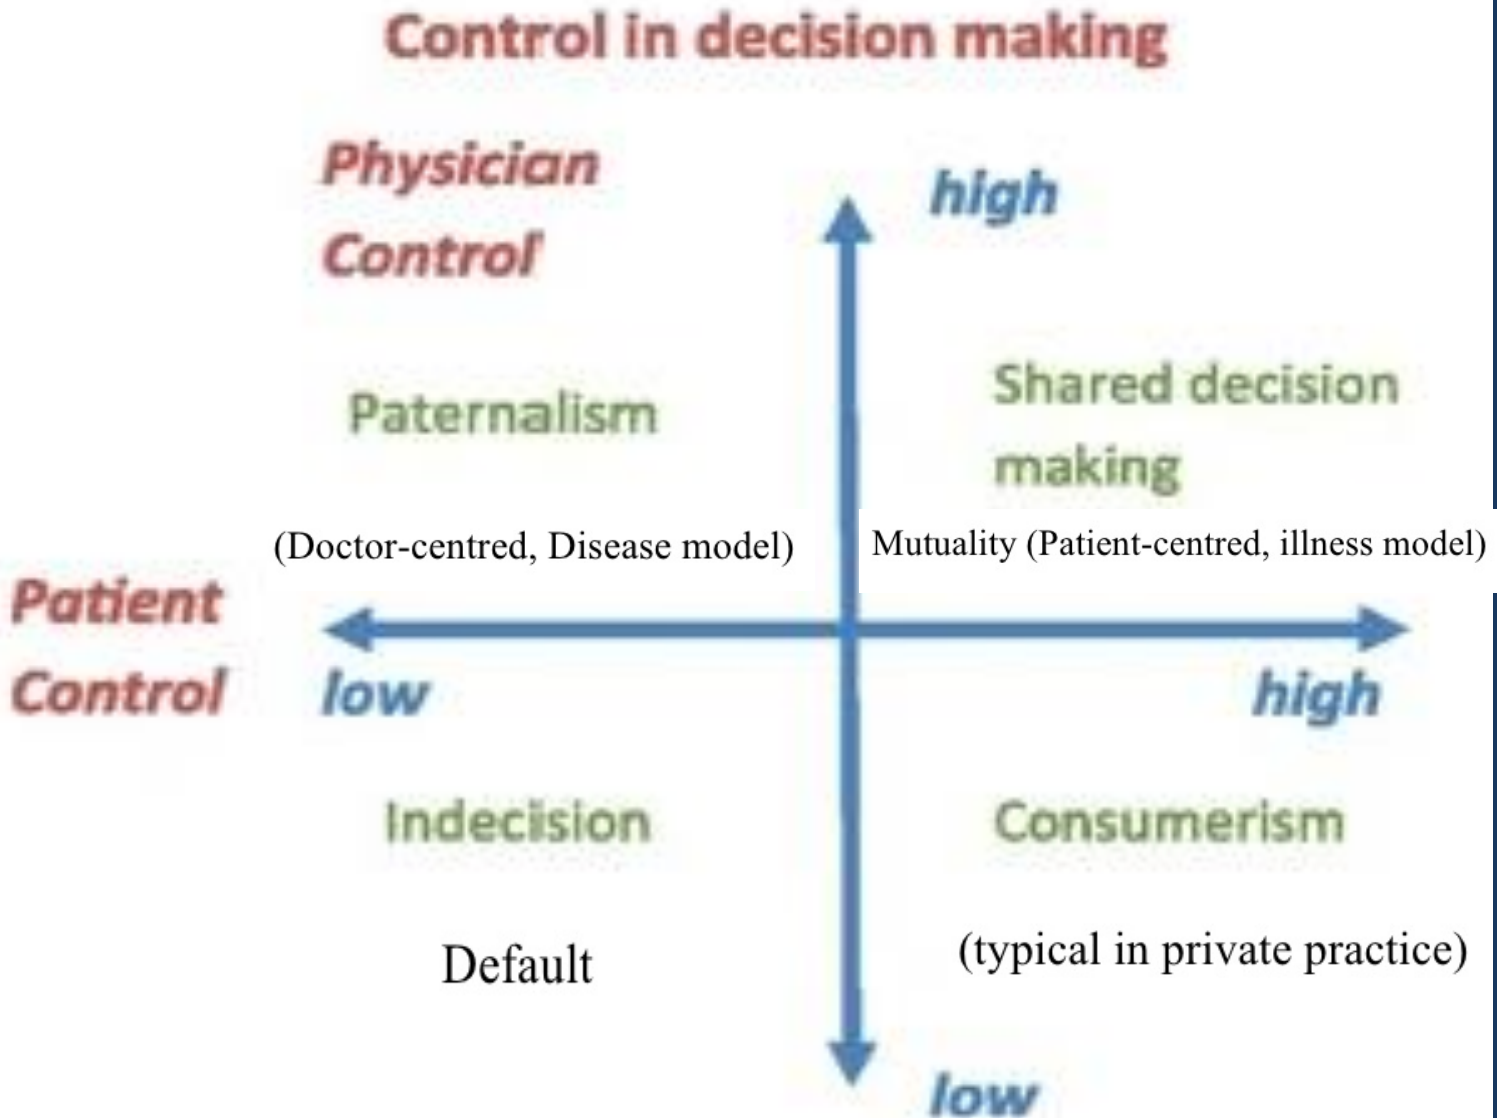 Control in decision making
Physician
Control
high
Paternalism
Shared decision
making
(Doctor-centred, Disease model)
Mutuality (Patient-centred, illness model)
Patient
Control
low
high
Indecision
Consumerism
Default
(typical in private practice)
low